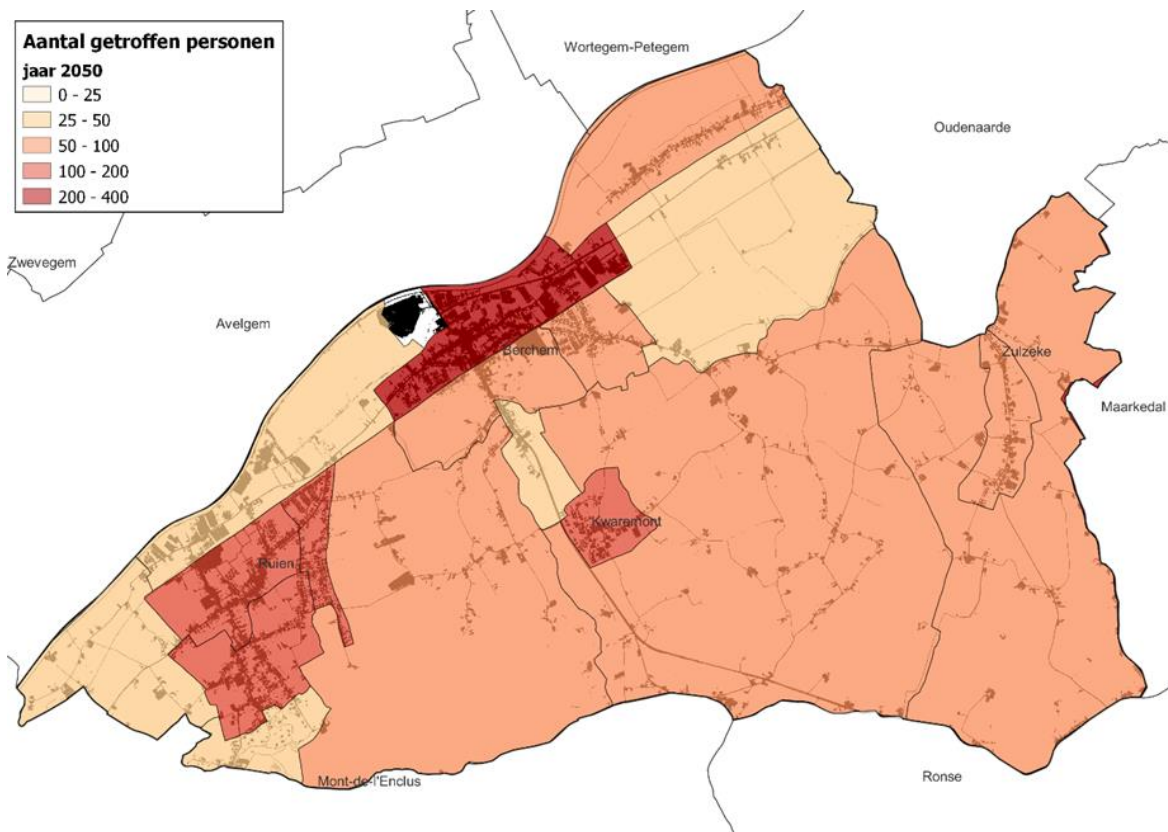 Aantal getroffen personen
jaar 2050
0 - 25
25 - 50
50 - 100
100 - 200
200 - 400
Wortegem-Petegem
Oudenaarde
Zwevegem
Avelgem
Berchem
Zulzeke
Maarkedal
Kwaremont
Ruien
Mont-de-l'Enclus
Ronse